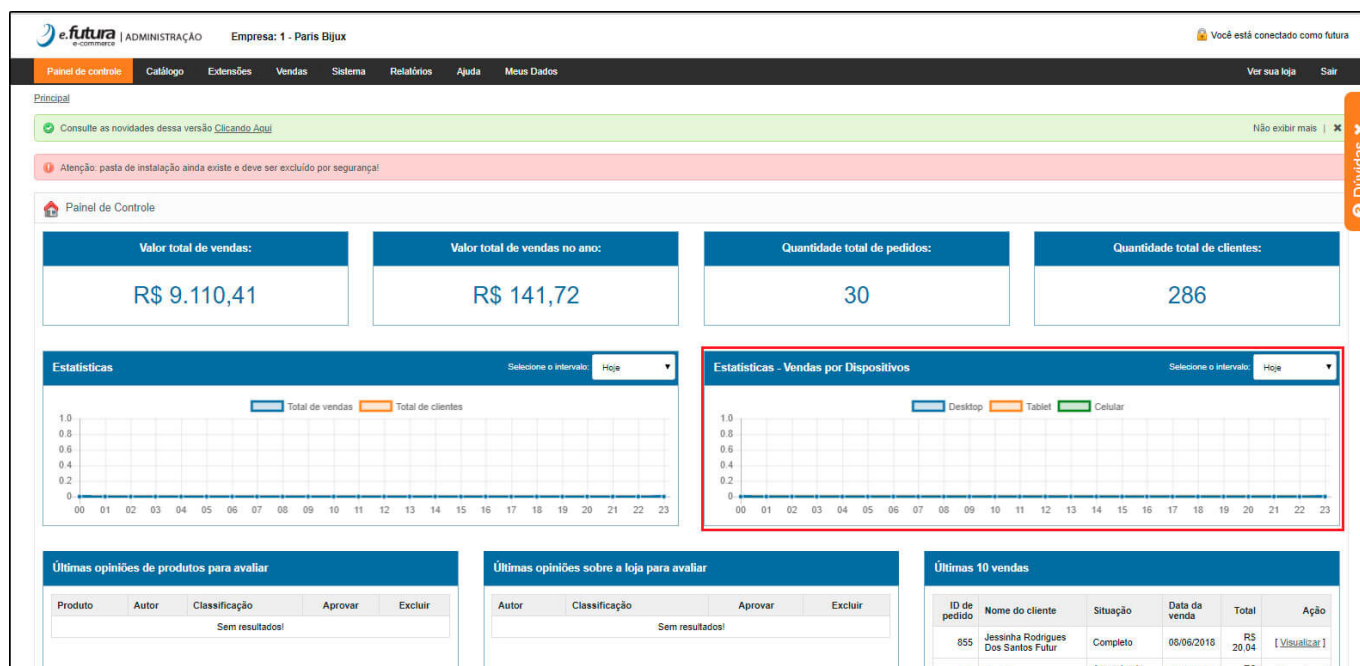 e.futura | ADMINISTRAÇÃO Empresa: 1 - Paris Bijux Você está conectado como futura
e-commerce
Painel de controle Catálogo Extensões Vendas Sistema Relatórios Ajuda Meus Dados Ver sua loja Sair
Principal
Consulte as novidades dessa versão Clicando Aqui Não exibir mais | ✖
Atenção: pasta de instalação ainda existe e deve ser excluído por segurança!
Dúvidas
Painel de Controle
Valor total de vendas: Valor total de vendas no ano: Quantidade total de pedidos: Quantidade total de clientes:
R$ 9.110,41 R$ 141,72 30 286
Estatísticas Selecione o intervalo: Hoje Estatísticas - Vendas por Dispositivos Selecione o intervalo: Hoje
Total de vendas Total de clientes Desktop Tablet Celular
1.0 1.0
0.8 0.8
0.6 0.6
0.4 0.4
0.2 0.2
0 0
00 01 02 03 04 05 06 07 08 09 10 11 12 13 14 15 16 17 18 19 20 21 22 23 00 01 02 03 04 05 06 07 08 09 10 11 12 13 14 15 16 17 18 19 20 21 22 23
Últimas opiniões de produtos para avaliar Últimas opiniões sobre a loja para avaliar Últimas 10 vendas
Produto Autor Classificação Aprovar Excluir Autor Classificação Aprovar Excluir ID de pedido Nome do cliente Situação Data da venda Total Ação
Sem resultados! Sem resultados!
855 Jessinha Rodrigues Dos Santos Futur Completo 08/06/2018 R$ 20,04 [ Visualizar ]